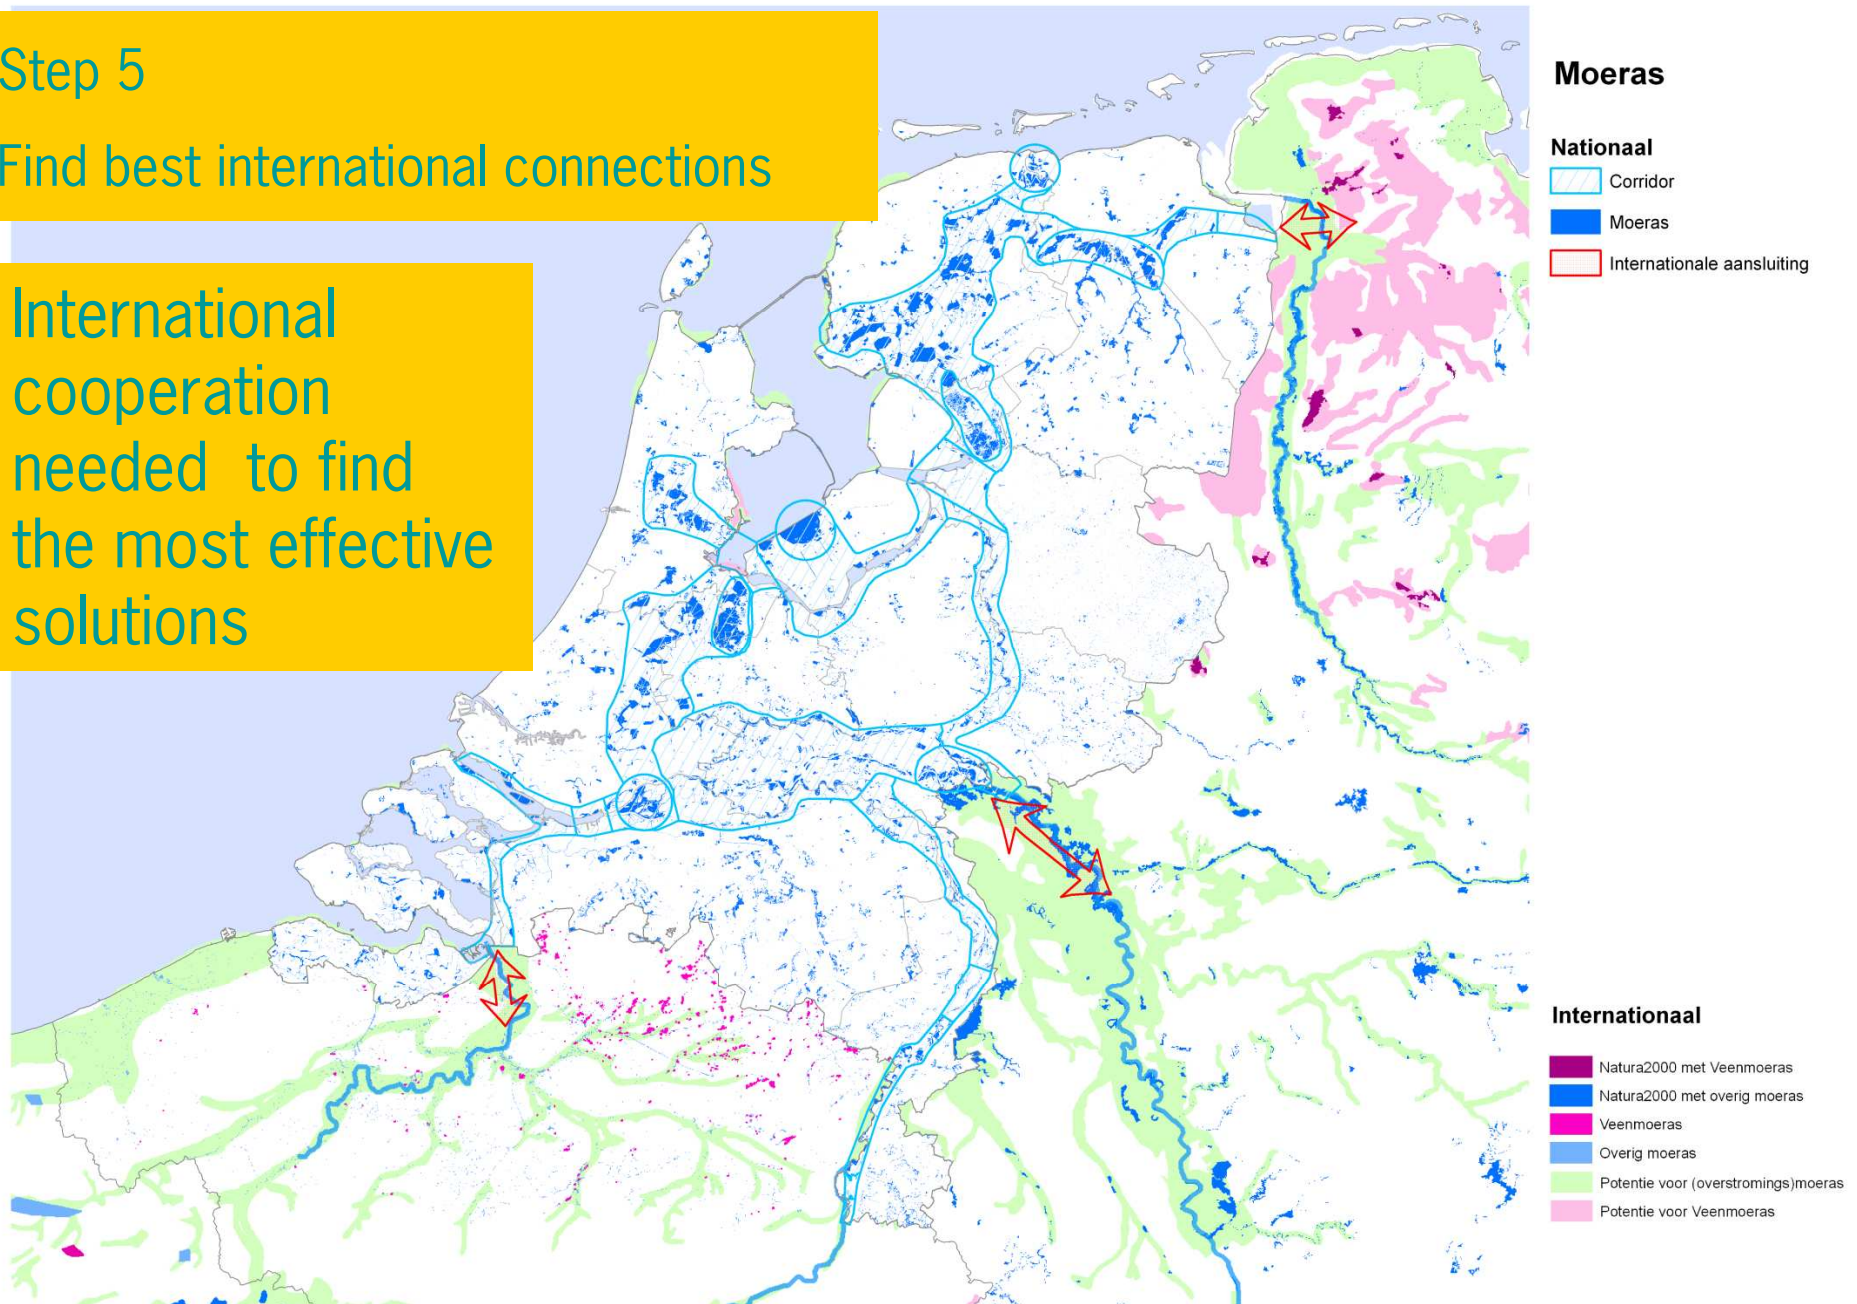 Step 5
Find best international connections
International
cooperation
needed to find
the most effective
solutions
Moeras
Nationaal
Corridor
Moeras
Internationale aansluiting
Internationaal
Natura2000 met Veenmoeras
Natura2000 met overig moeras
Veenmoeras
Overig moeras
Potentie voor (overstromings)moeras
Potentie voor Veenmoeras